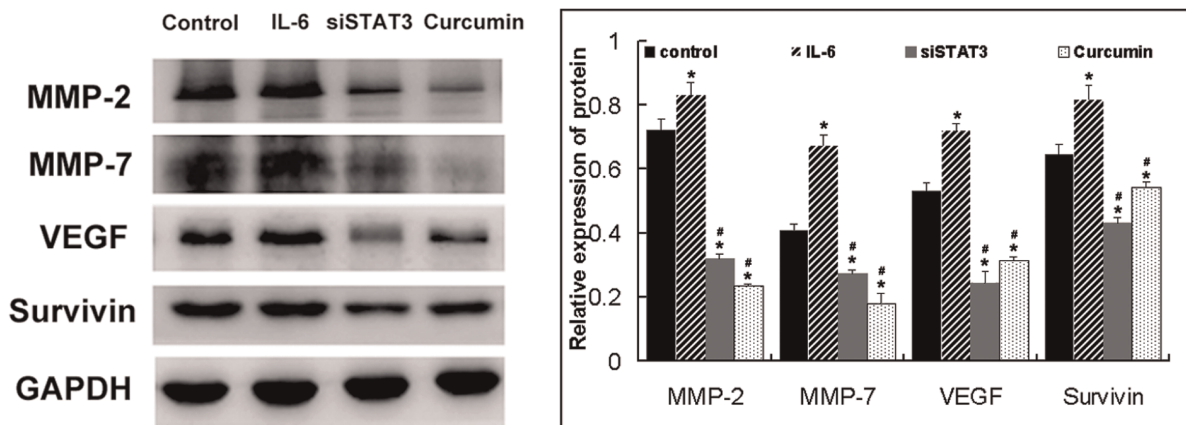 Control IL-6 siSTAT3 Curcumin
MMP-2
MMP-7
VEGF
Survivin
GAPDH
Relative expression of protein
1
0.8
0.6
0.4
0.2
0
control IL-6 siSTAT3 Curcumin
* * * *
# # # # # # # #
* * * * * * * *
MMP-2 MMP-7 VEGF Survivin